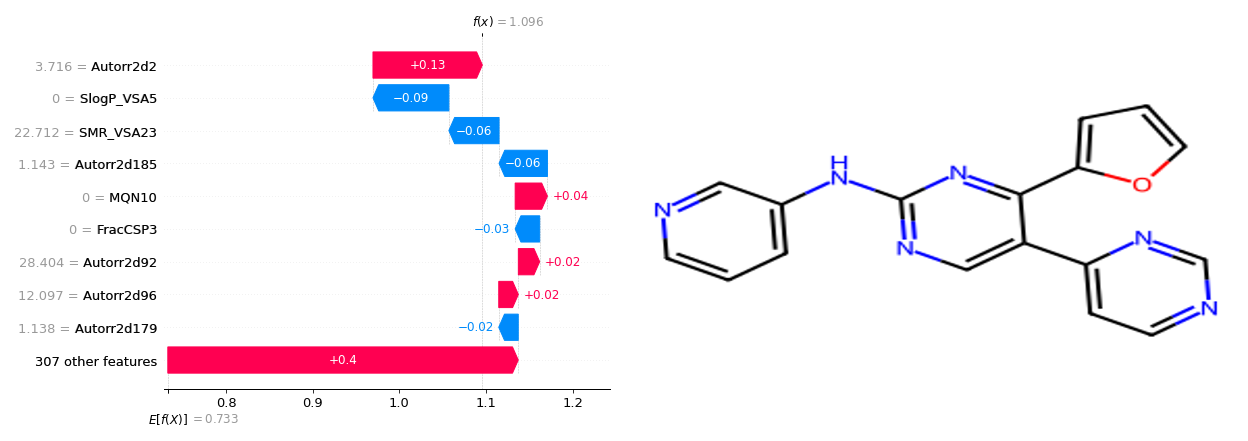 f(x) = 1.096
3.716 = Autorr2d2
+0.13
0 = SlogP_VSA5
−0.09
22.712 = SMR_VSA23
−0.06
1.143 = Autorr2d185
−0.06
0 = MQN10
+0.04
0 = FracCSP3
−0.03
28.404 = Autorr2d92
+0.02
12.097 = Autorr2d96
+0.02
1.138 = Autorr2d179
−0.02
307 other features
+0.4
0.8 0.9 1.0 1.1 1.2
E[f(X)] = 0.733
H
N
N
N
N
O
N
N